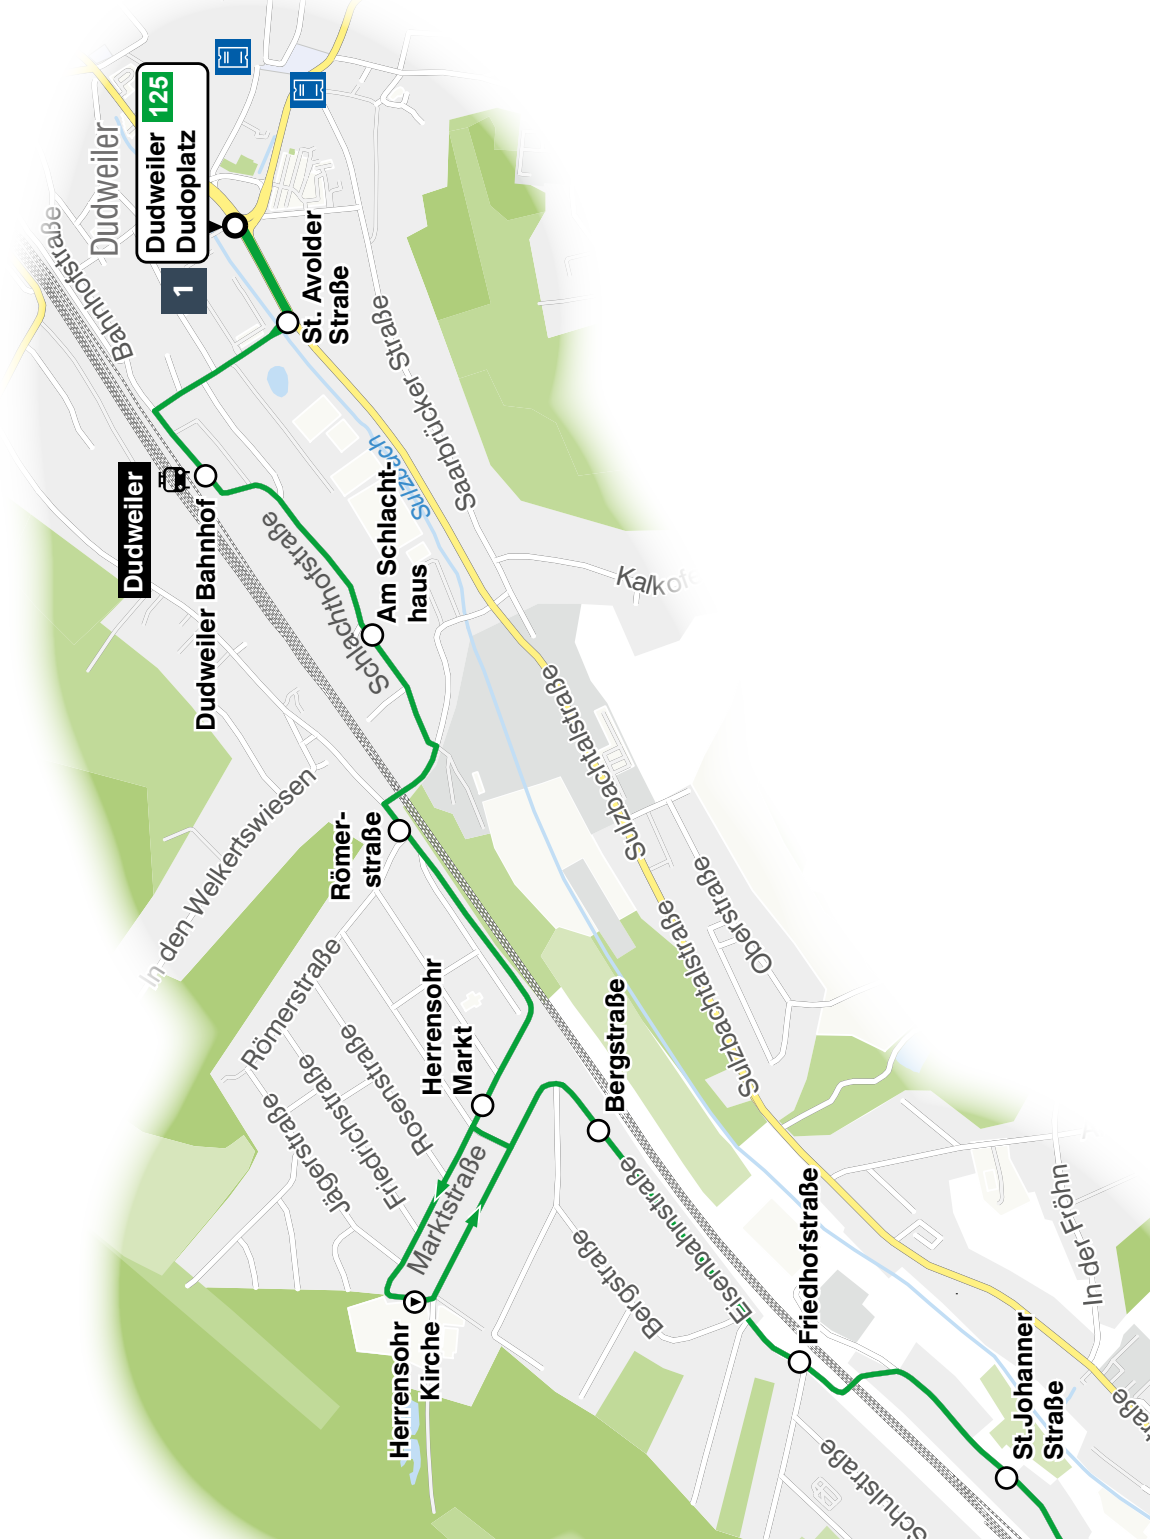 Dudweiler
125
Dudweiler
Dudoplatz
1
Bahnhofstraße
St. Avolder
Straße
Saarbrücker-Straße
Sulzbach
Dudweiler
Dudweiler Bahnhof
Schlachthofstraße
Am Schlacht-
haus
Römer-
straße
In den Welkertswiesen
Sulzbachtalstraße
Sulzbachtalstraße
Sulzbachtalstraße
Oberstraße
Römerstraße
Jägerstraße
Friedrichstraße
Rosenstraße
Herrensohr
Markt
Marktstraße
Herrensohr
Kirche
Bergstraße
Bergstraße
Eisenbahnstraße
Friedhofstraße
In der Fröhn
St.Johanner
Straße
Schulstraße